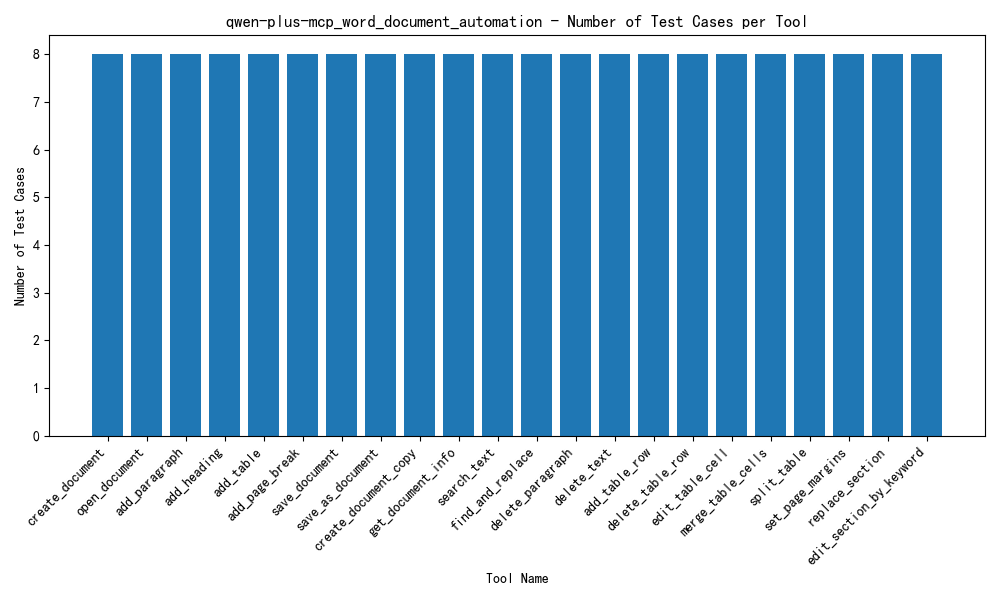 qwen-plus-mcp_word_document_automation - Number of Test Cases per Tool
8
7
6
5
4
3
2
1
0
Number of Test Cases
create_document
open_document
add_paragraph
add_heading
add_table
add_page_break
save_document
save_as_document
create_document_copy
get_document_info
search_text
find_and_replace
delete_paragraph
delete_text
add_table_row
delete_table_row
edit_table_cell
merge_table_cells
split_table
set_page_margins
replace_section
edit_section_by_keyword
Tool Name